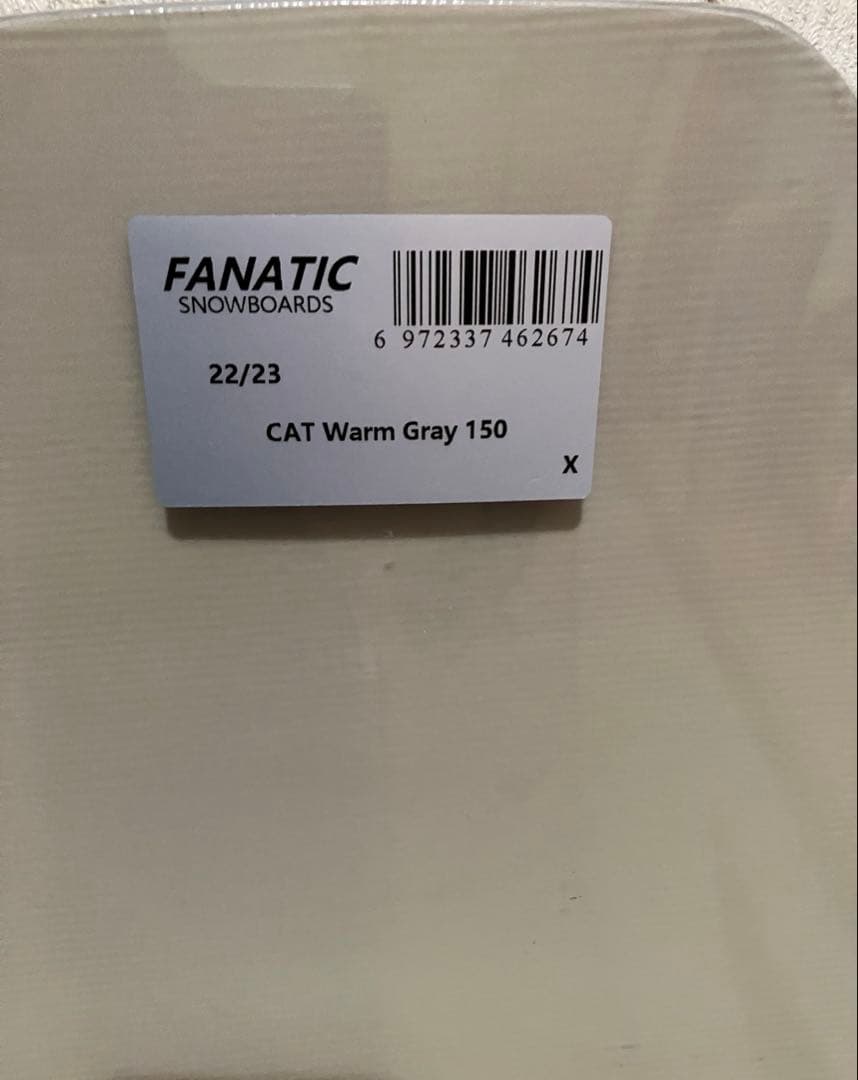 FANATIC
SNOWBOARDS
6 972337 462674
22/23
CAT Warm Gray 150
X